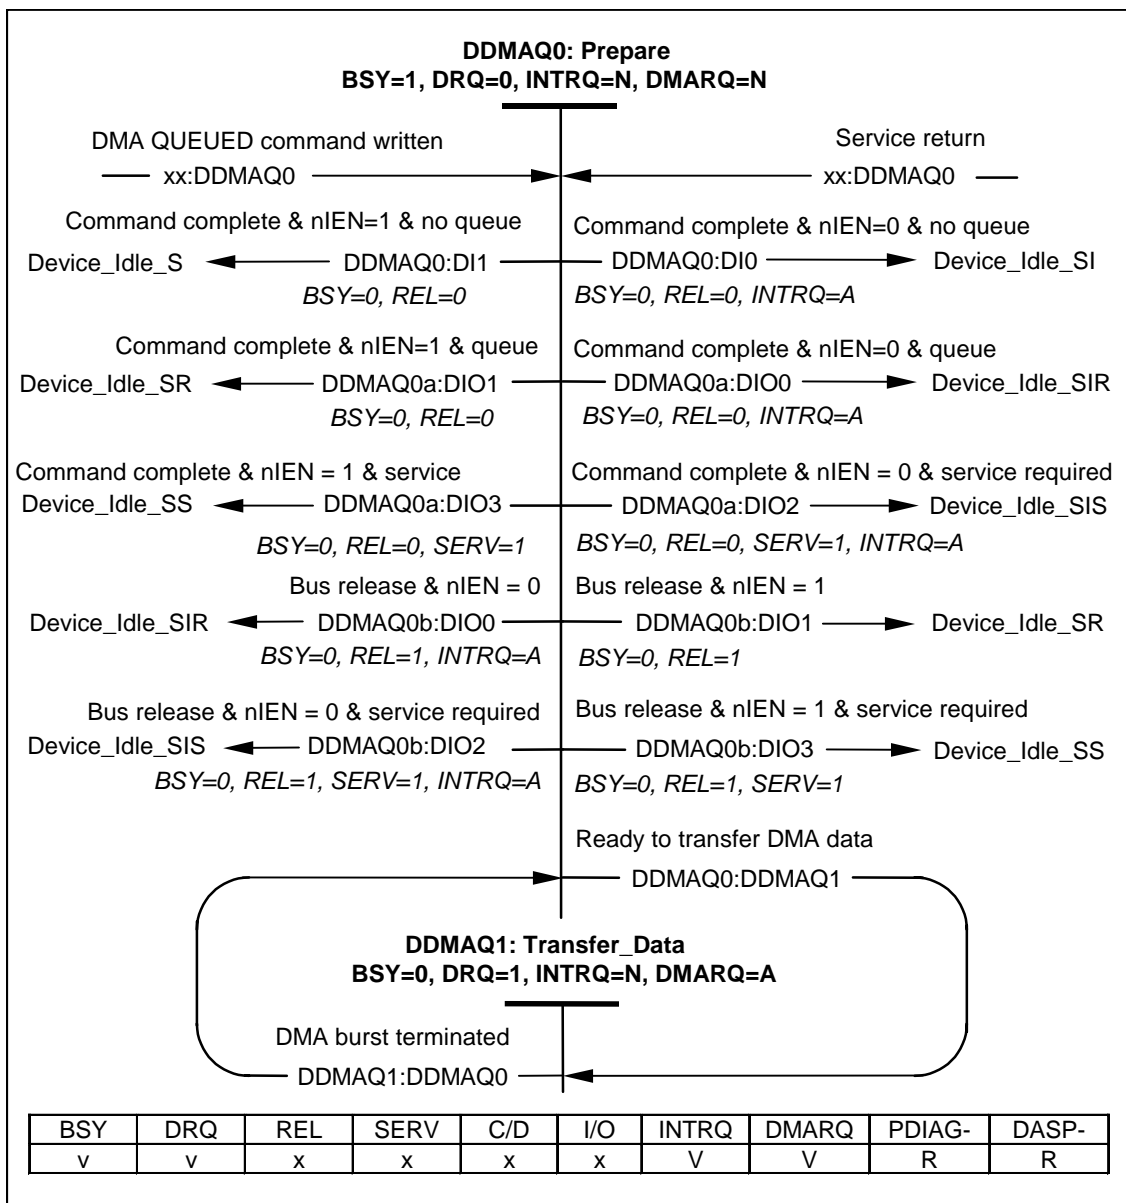 DDMAQ0: Prepare
BSY=1, DRQ=0, INTRQ=N, DMARQ=N
DMA QUEUED command written
Service return
xx:DDMAQ0
xx:DDMAQ0
Command complete & nIEN=1 & no queue
Command complete & nIEN=0 & no queue
Device_Idle_S
DDMAQ0:DI1
DDMAQ0:DI0
Device_Idle_SI
BSY=0, REL=0
BSY=0, REL=0, INTRQ=A
Command complete & nIEN=1 & queue
Command complete & nIEN=0 & queue
Device_Idle_SR
DDMAQ0a:DIO1
DDMAQ0a:DIO0
Device_Idle_SIR
BSY=0, REL=0
BSY=0, REL=0, INTRQ=A
Command complete & nIEN = 1 & service
Command complete & nIEN = 0 & service required
Device_Idle_SS
DDMAQ0a:DIO3
DDMAQ0a:DIO2
Device_Idle_SIS
BSY=0, REL=0, SERV=1
BSY=0, REL=0, SERV=1, INTRQ=A
Bus release & nIEN = 0
Bus release & nIEN = 1
Device_Idle_SIR
DDMAQ0b:DIO0
DDMAQ0b:DIO1
Device_Idle_SR
BSY=0, REL=1, INTRQ=A
BSY=0, REL=1
Bus release & nIEN = 0 & service required
Bus release & nIEN = 1 & service required
Device_Idle_SIS
DDMAQ0b:DIO2
DDMAQ0b:DIO3
Device_Idle_SS
BSY=0, REL=1, SERV=1, INTRQ=A
BSY=0, REL=1, SERV=1
Ready to transfer DMA data
DDMAQ0:DDMAQ1
DDMAQ1: Transfer_Data
BSY=0, DRQ=1, INTRQ=N, DMARQ=A
DMA burst terminated
DDMAQ1:DDMAQ0
BSY DRQ REL SERV C/D I/O INTRQ DMARQ PDIAG- DASP-
v v x x x x V V R R